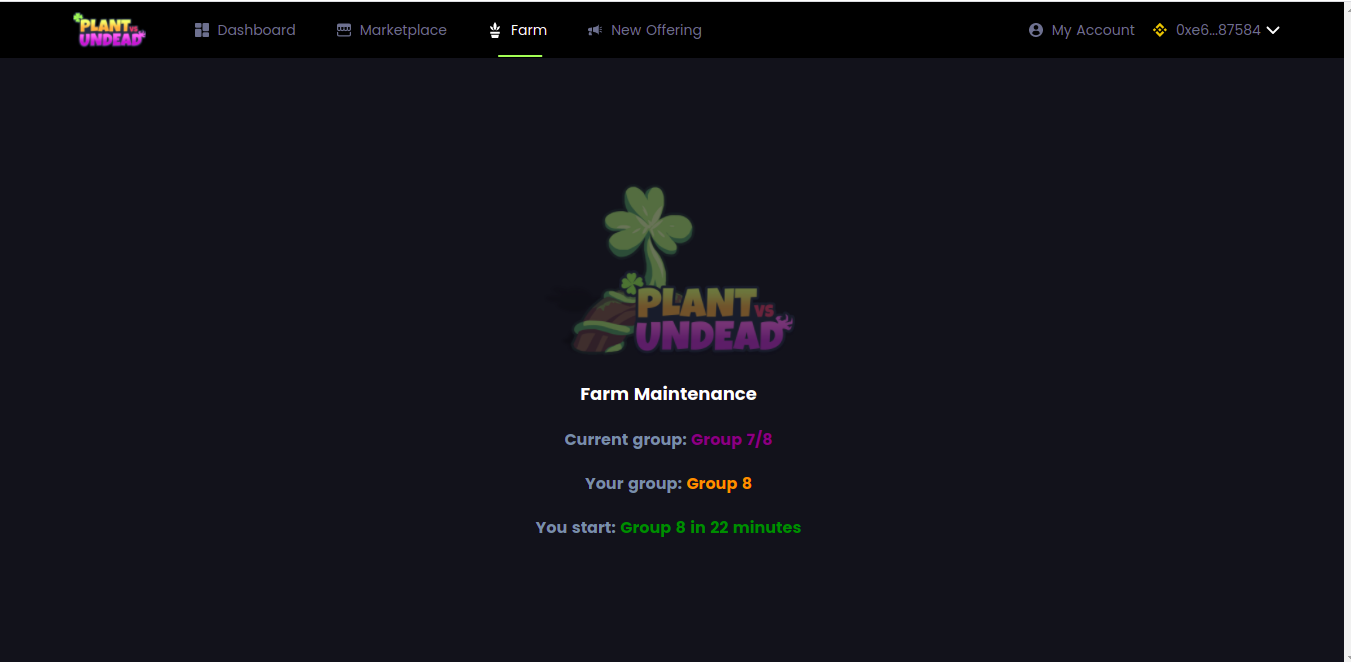 PLANT VS UNDEAD
Dashboard
Marketplace
Farm
New Offering
My Account
0xe6...87584
PLANT VS
UNDEAD
Farm Maintenance
Current group: Group 7/8
Your group: Group 8
You start: Group 8 in 22 minutes